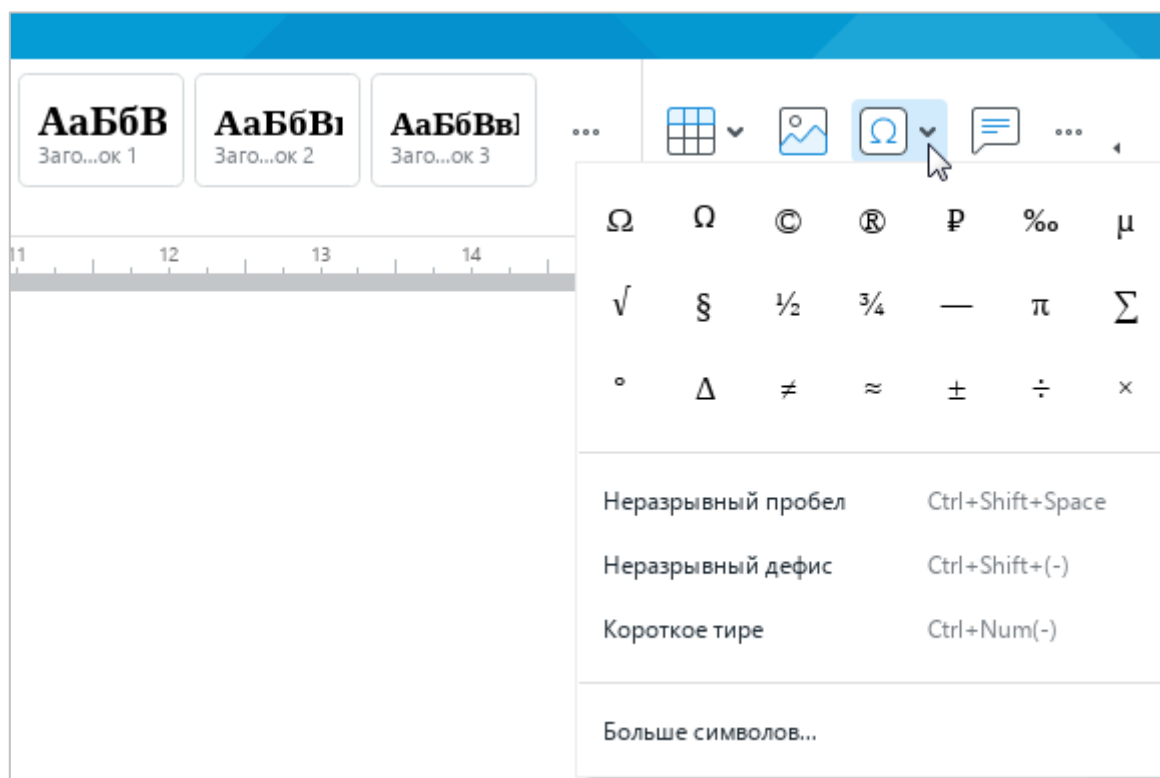 АаБбВ АаБбВı АаБбВв
Заго...ок 1 Заго...ок 2 Заго...ок 3
11 12 13 14
Ω Ω © ® ₽ ‰ µ
√ § ½ ¾ — π ∑
° Δ ≠ ≈ ± ÷ ×
Неразрывный пробел Ctrl+Shift+Space
Неразрывный дефис Ctrl+Shift+(-)
Короткое тире Ctrl+Num(-)
Больше символов...